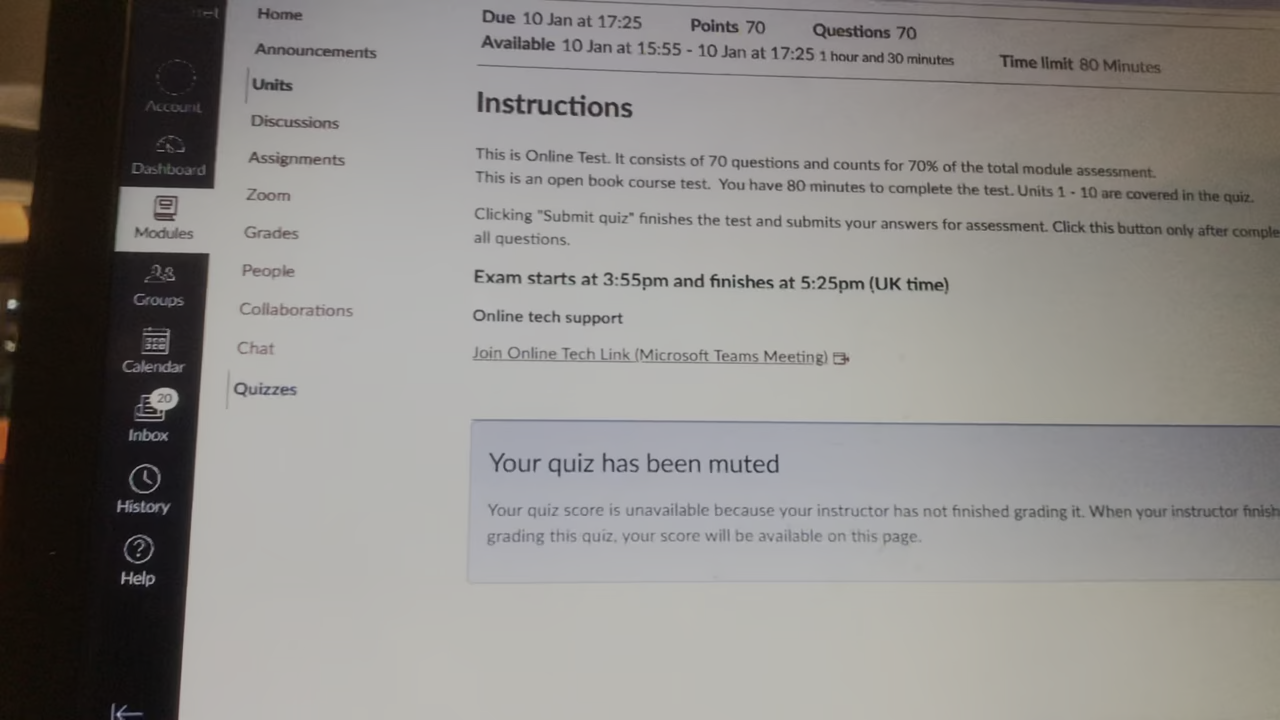 Account
Dashboard
Modules
Groups
Calendar
20
Inbox
History
Help
Home
Announcements
Units
Discussions
Assignments
Zoom
Grades
People
Collaborations
Chat
Quizzes
Due 10 Jan at 17:25 Points 70 Questions 70
Available 10 Jan at 15:55 - 10 Jan at 17:25 1 hour and 30 minutes Time limit 80 Minutes
Instructions
This is Online Test. It consists of 70 questions and counts for 70% of the total module assessment.
This is an open book course test. You have 80 minutes to complete the test. Units 1 - 10 are covered in the quiz.
Clicking "Submit quiz" finishes the test and submits your answers for assessment. Click this button only after comple
all questions.
Exam starts at 3:55pm and finishes at 5:25pm (UK time)
Online tech support
Join Online Tech Link (Microsoft Teams Meeting)
Your quiz has been muted
Your quiz score is unavailable because your instructor has not finished grading it. When your instructor finish
grading this quiz, your score will be available on this page.